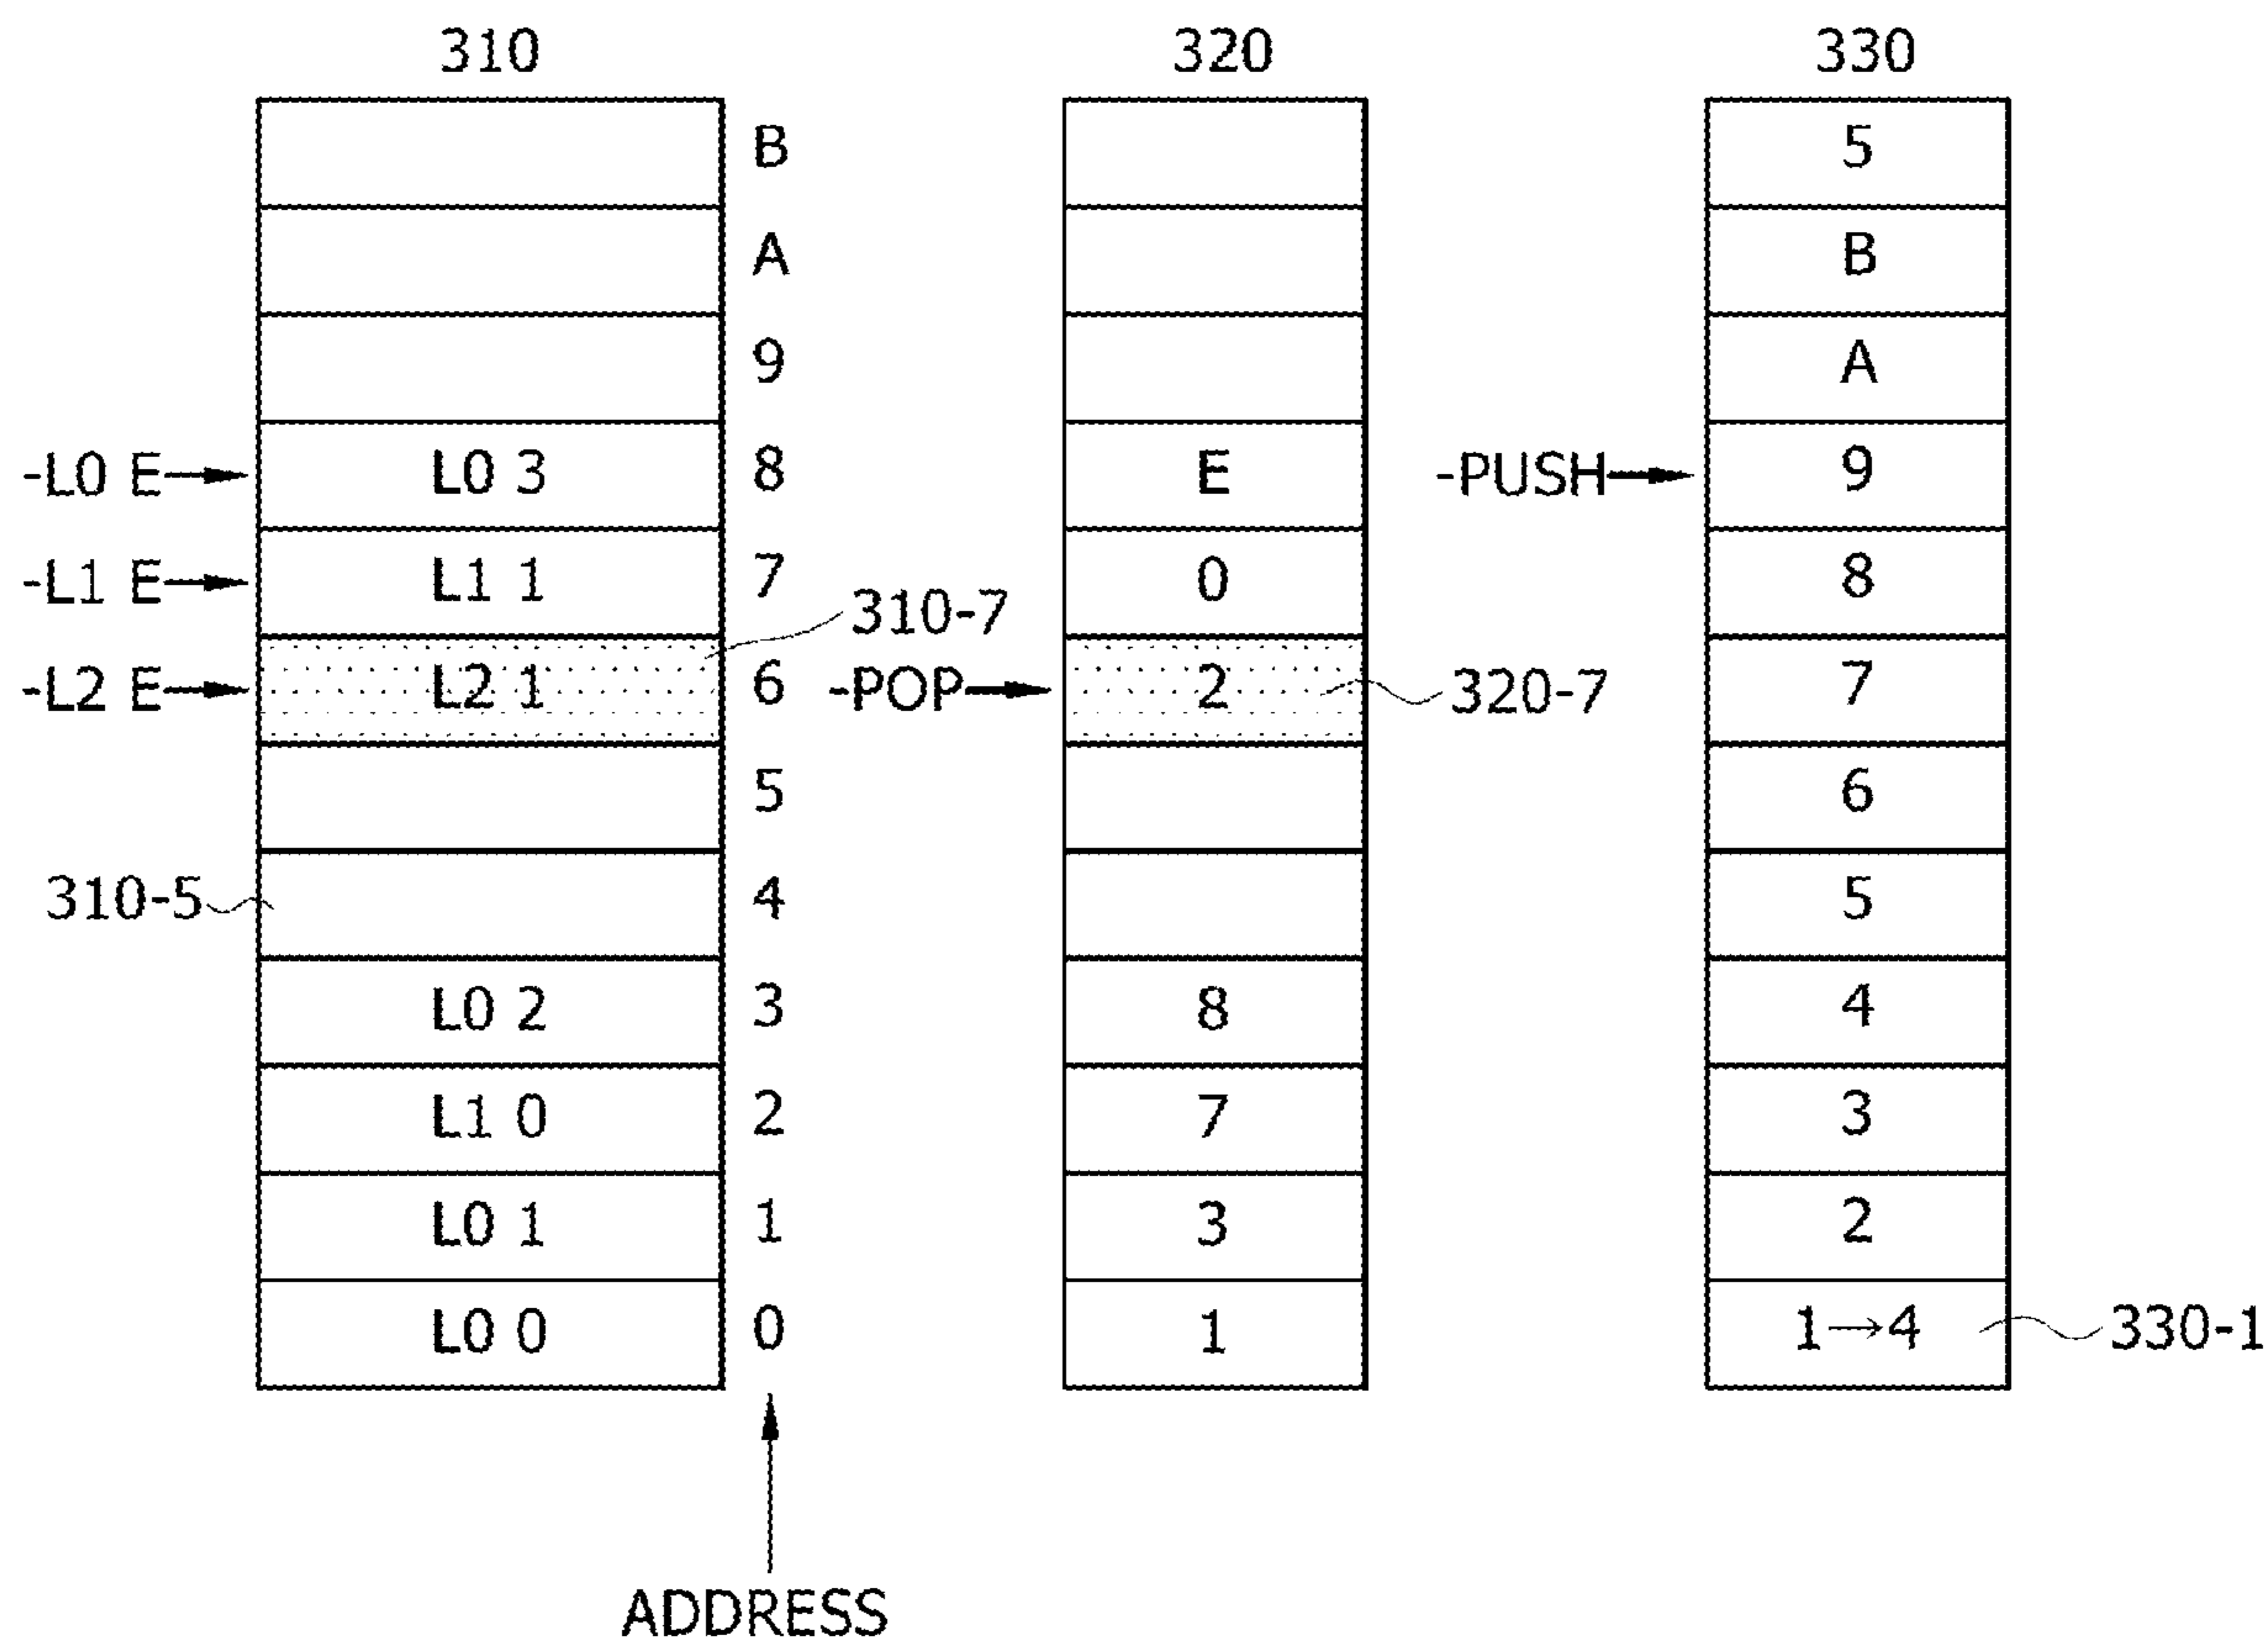 310 320 330
B 5
A B
9 A
-L0 E L0 3 8 E -PUSH 9
-L1 E L1 1 7 0 8
310-7
-L2 E L2 1 6 -POP 2 320-7 7
5 6
310-5 4 5
L0 2 3 8 4
L1 0 2 7 3
L0 1 1 3 2
L0 0 0 1 1→4 330-1
ADDRESS